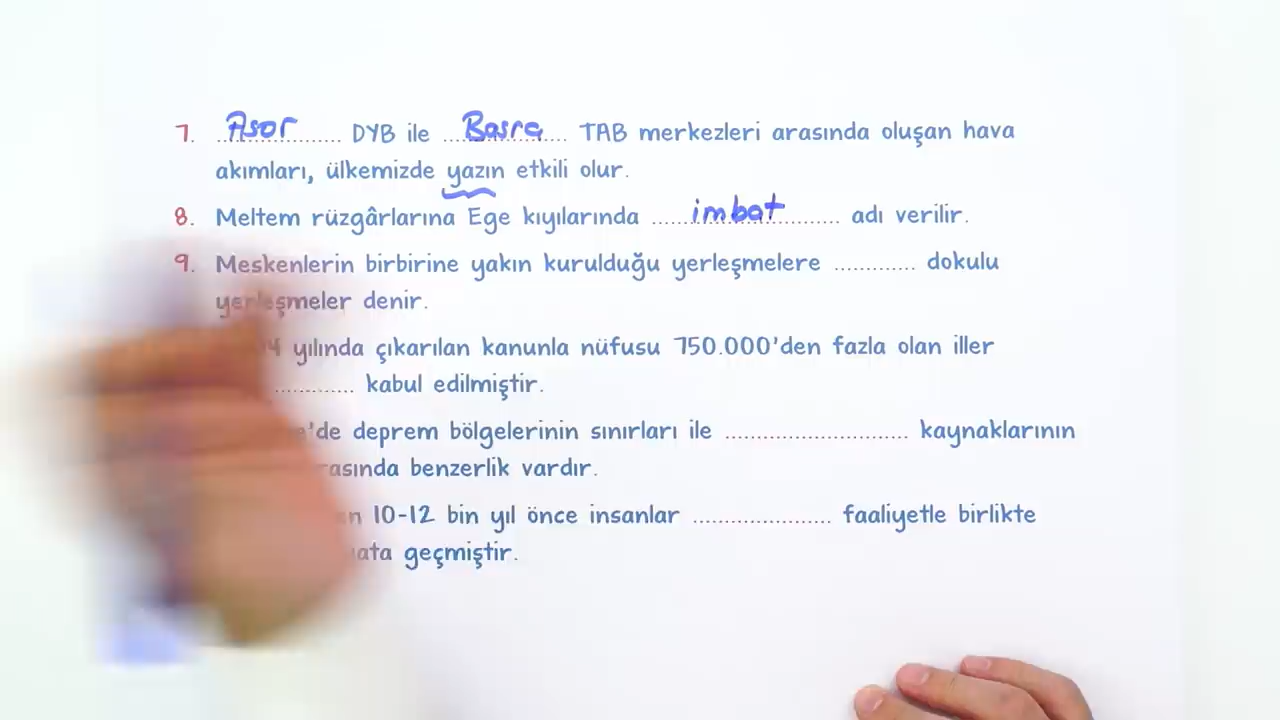 7. Asor DYB ile Basra TAB merkezleri arasında oluşan hava
akımları, ülkemizde yazın etkili olur.
8. Meltem rüzgârlarına Ege kıyılarında imbat adı verilir.
9. Meskenlerin birbirine yakın kurulduğu yerleşmelere ............ dokulu
yerleşmeler denir.
yılında çıkarılan kanunla nüfusu 750.000'den fazla olan iller
............ kabul edilmiştir.
'de deprem bölgelerinin sınırları ile ........................... kaynaklarının
benzerlik vardır.
10-12 bin yıl önce insanlar .................... faaliyetle birlikte
geçmiştir.